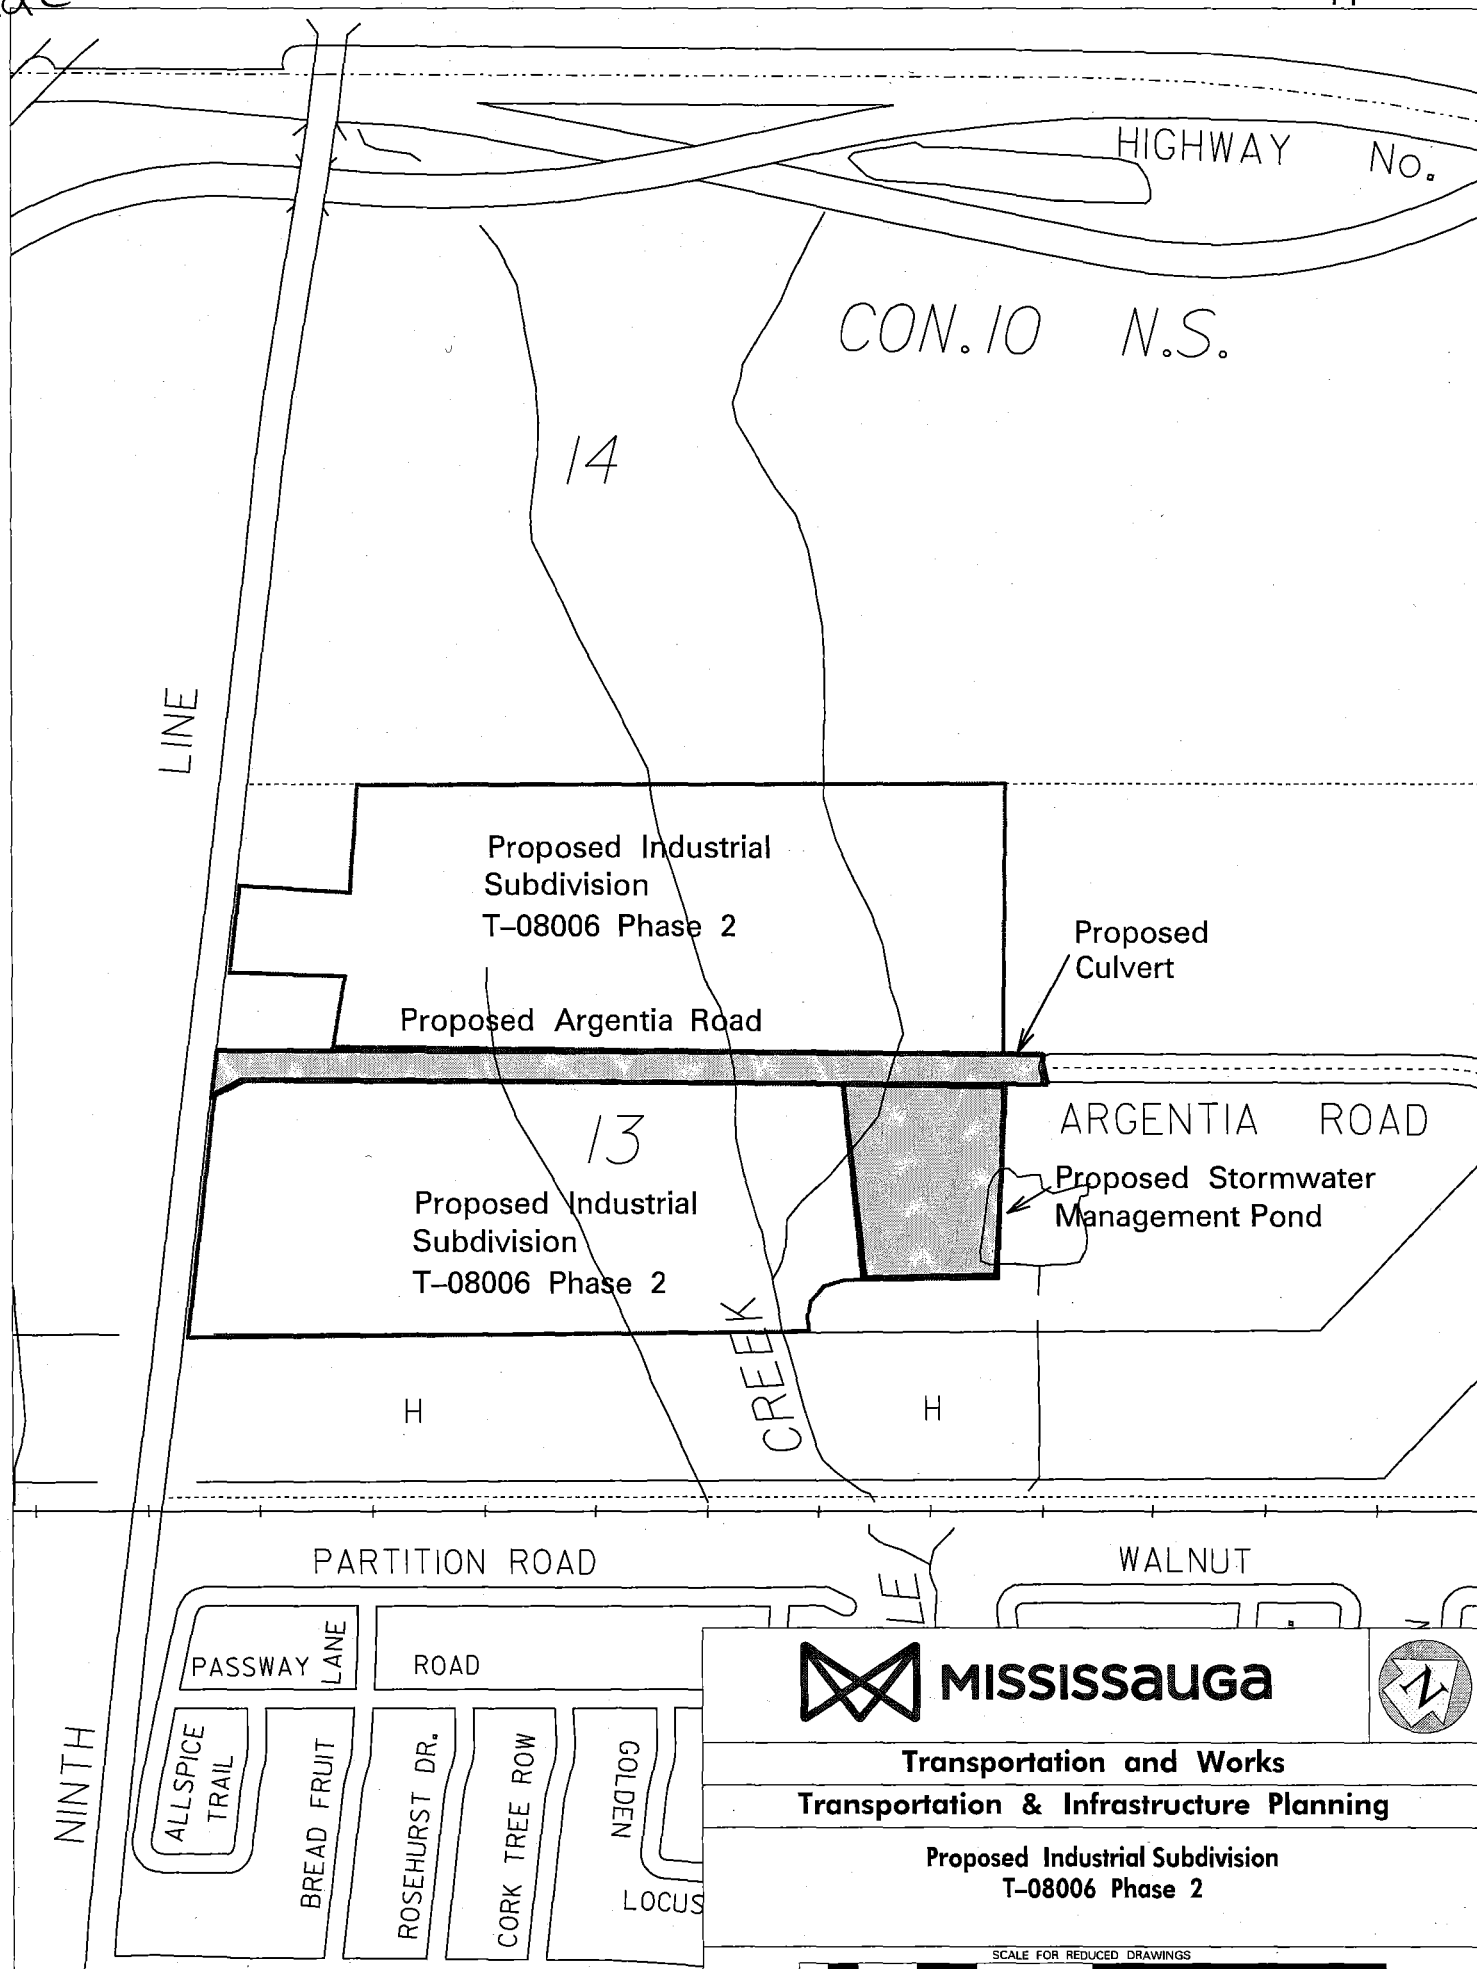 HIGHWAY No.
CON.10 N.S.
14
LINE
Proposed Industrial
Subdivision
T-08006 Phase 2
Proposed
Culvert
Proposed Argentia Road
ARGENTIA ROAD
13
Proposed Stormwater
Management Pond
Proposed Industrial
Subdivision
T-08006 Phase 2
CREEK
H
H
PARTITION ROAD
WALNUT
LE
PASSWAY
LANE
ROAD
NINTH
ALLSPICE
TRAIL
BREAD FRUIT
ROSEHURST DR.
CORK TREE ROW
GOLDEN
LOCUS
MISSISSauGa
N
Transportation and Works
Transportation & Infrastructure Planning
Proposed Industrial Subdivision
T-08006 Phase 2
SCALE FOR REDUCED DRAWINGS